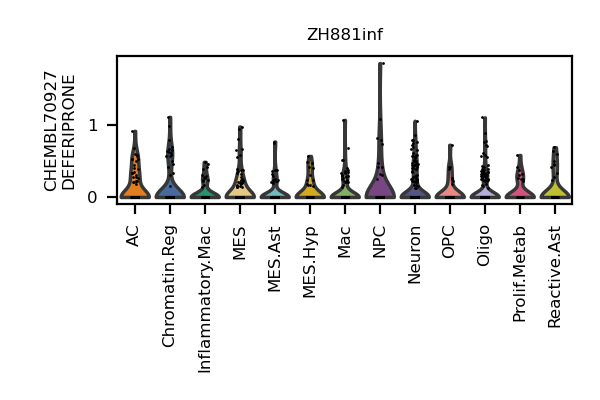 ZH881inf
CHEMBL70927
DEFERIPRONE
1
0
AC
Chromatin.Reg
Inflammatory.Mac
MES
MES.Ast
MES.Hyp
Mac
NPC
Neuron
OPC
Oligo
Prolif.Metab
Reactive.Ast